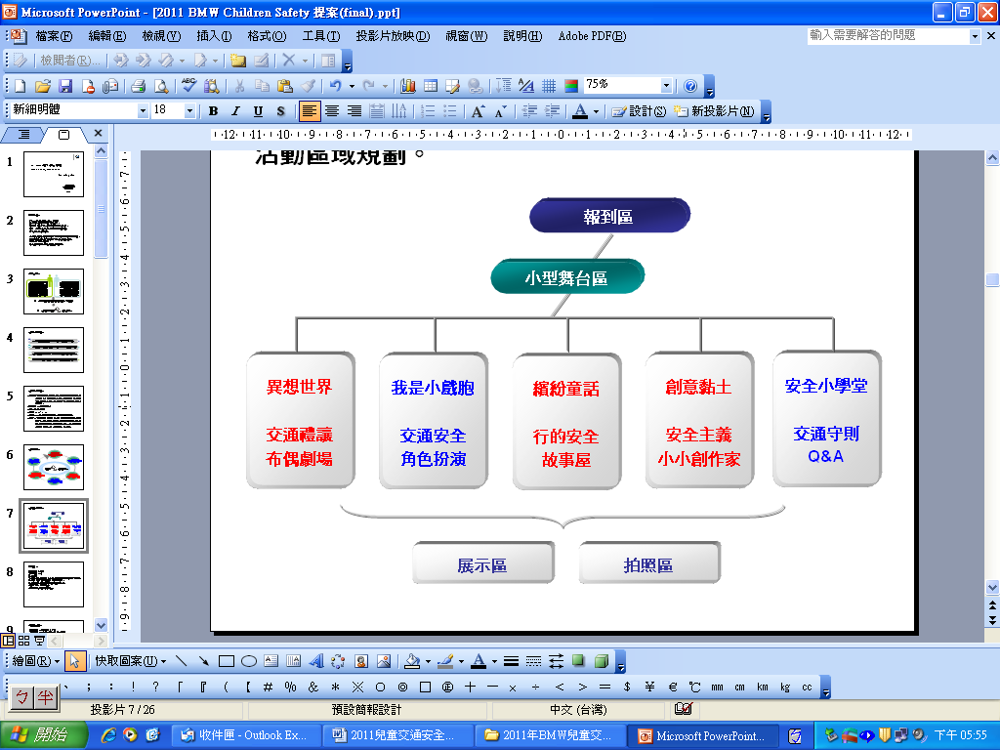 Microsoft PowerPoint - [2011 BMW Children Safety 提案(final).ppt]
檔案(F) 編輯(E) 檢視(V) 插入(I) 格式(O) 工具(T) 投影片放映(D) 視窗(W) 說明(H) Adobe PDF(B)
輸入需要解答的問題
檢閱者(R)...
75%
新細明體 18 B I U S
設計(S) 新投影片(N)
12 11 10 9 8 7 6 5 4 3 2 1 0 1 2 3 4 5 6 7 8 9 10 11 12
1
2
3
4
5
6
7
8
9
活動區域規劃。
報到區
小型舞台區
異想世界
交通禮讓
布偶劇場
我是小戲胞
交通安全
角色扮演
繽紛童話
行的安全
故事屋
創意黏土
安全主義
小小創作家
安全小學堂
交通守則
Q&A
展示區
拍照區
繪圖(R) 快取圖案(U)
、 ; : ! ? 「 『 ( 【 # % & * ※ ○ ◎ □ ㊣ + − × ÷ < > = $ ¥ € ℃ mm cm km kg cc
ㄅ 半
投影片 7 / 26
預設簡報設計
中文 (台灣)
開始
收件匣 - Outlook Ex...
2011兒童交通安全...
2011年BMW兒童交...
Microsoft PowerPoint...
下午 05:55